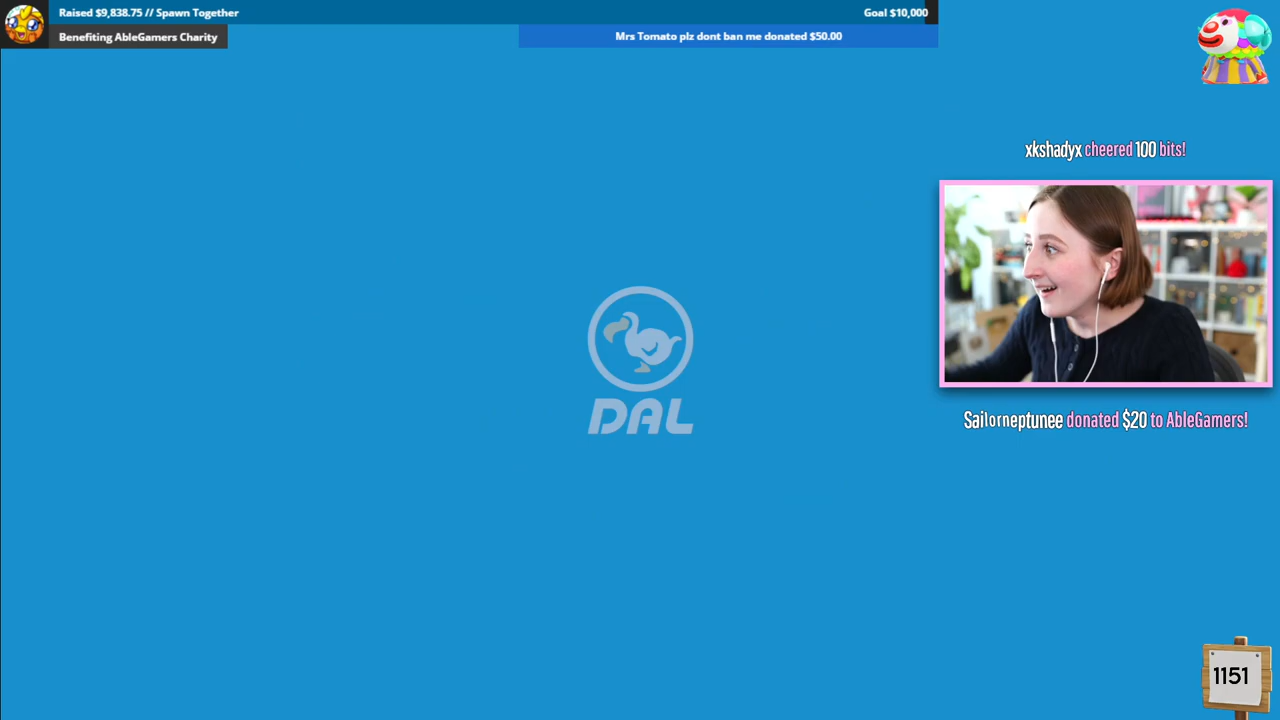 Raised $9,838.75 // Spawn Together
Goal $10,000
Benefiting AbleGamers Charity
Mrs Tomato plz dont ban me donated $50.00
xkshadyx cheered 100 bits!
DAL
Sailorneptunee donated $20 to AbleGamers!
1151